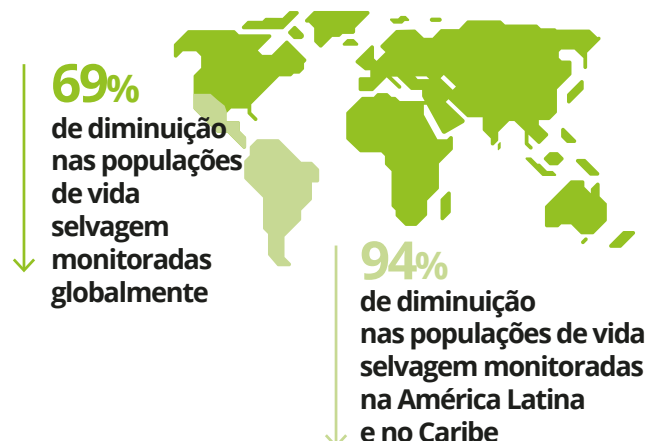 69%
de diminuição
nas populações
de vida
selvagem
monitoradas
globalmente
94%
de diminuição
nas populações de vida
selvagem monitoradas
na América Latina
e no Caribe